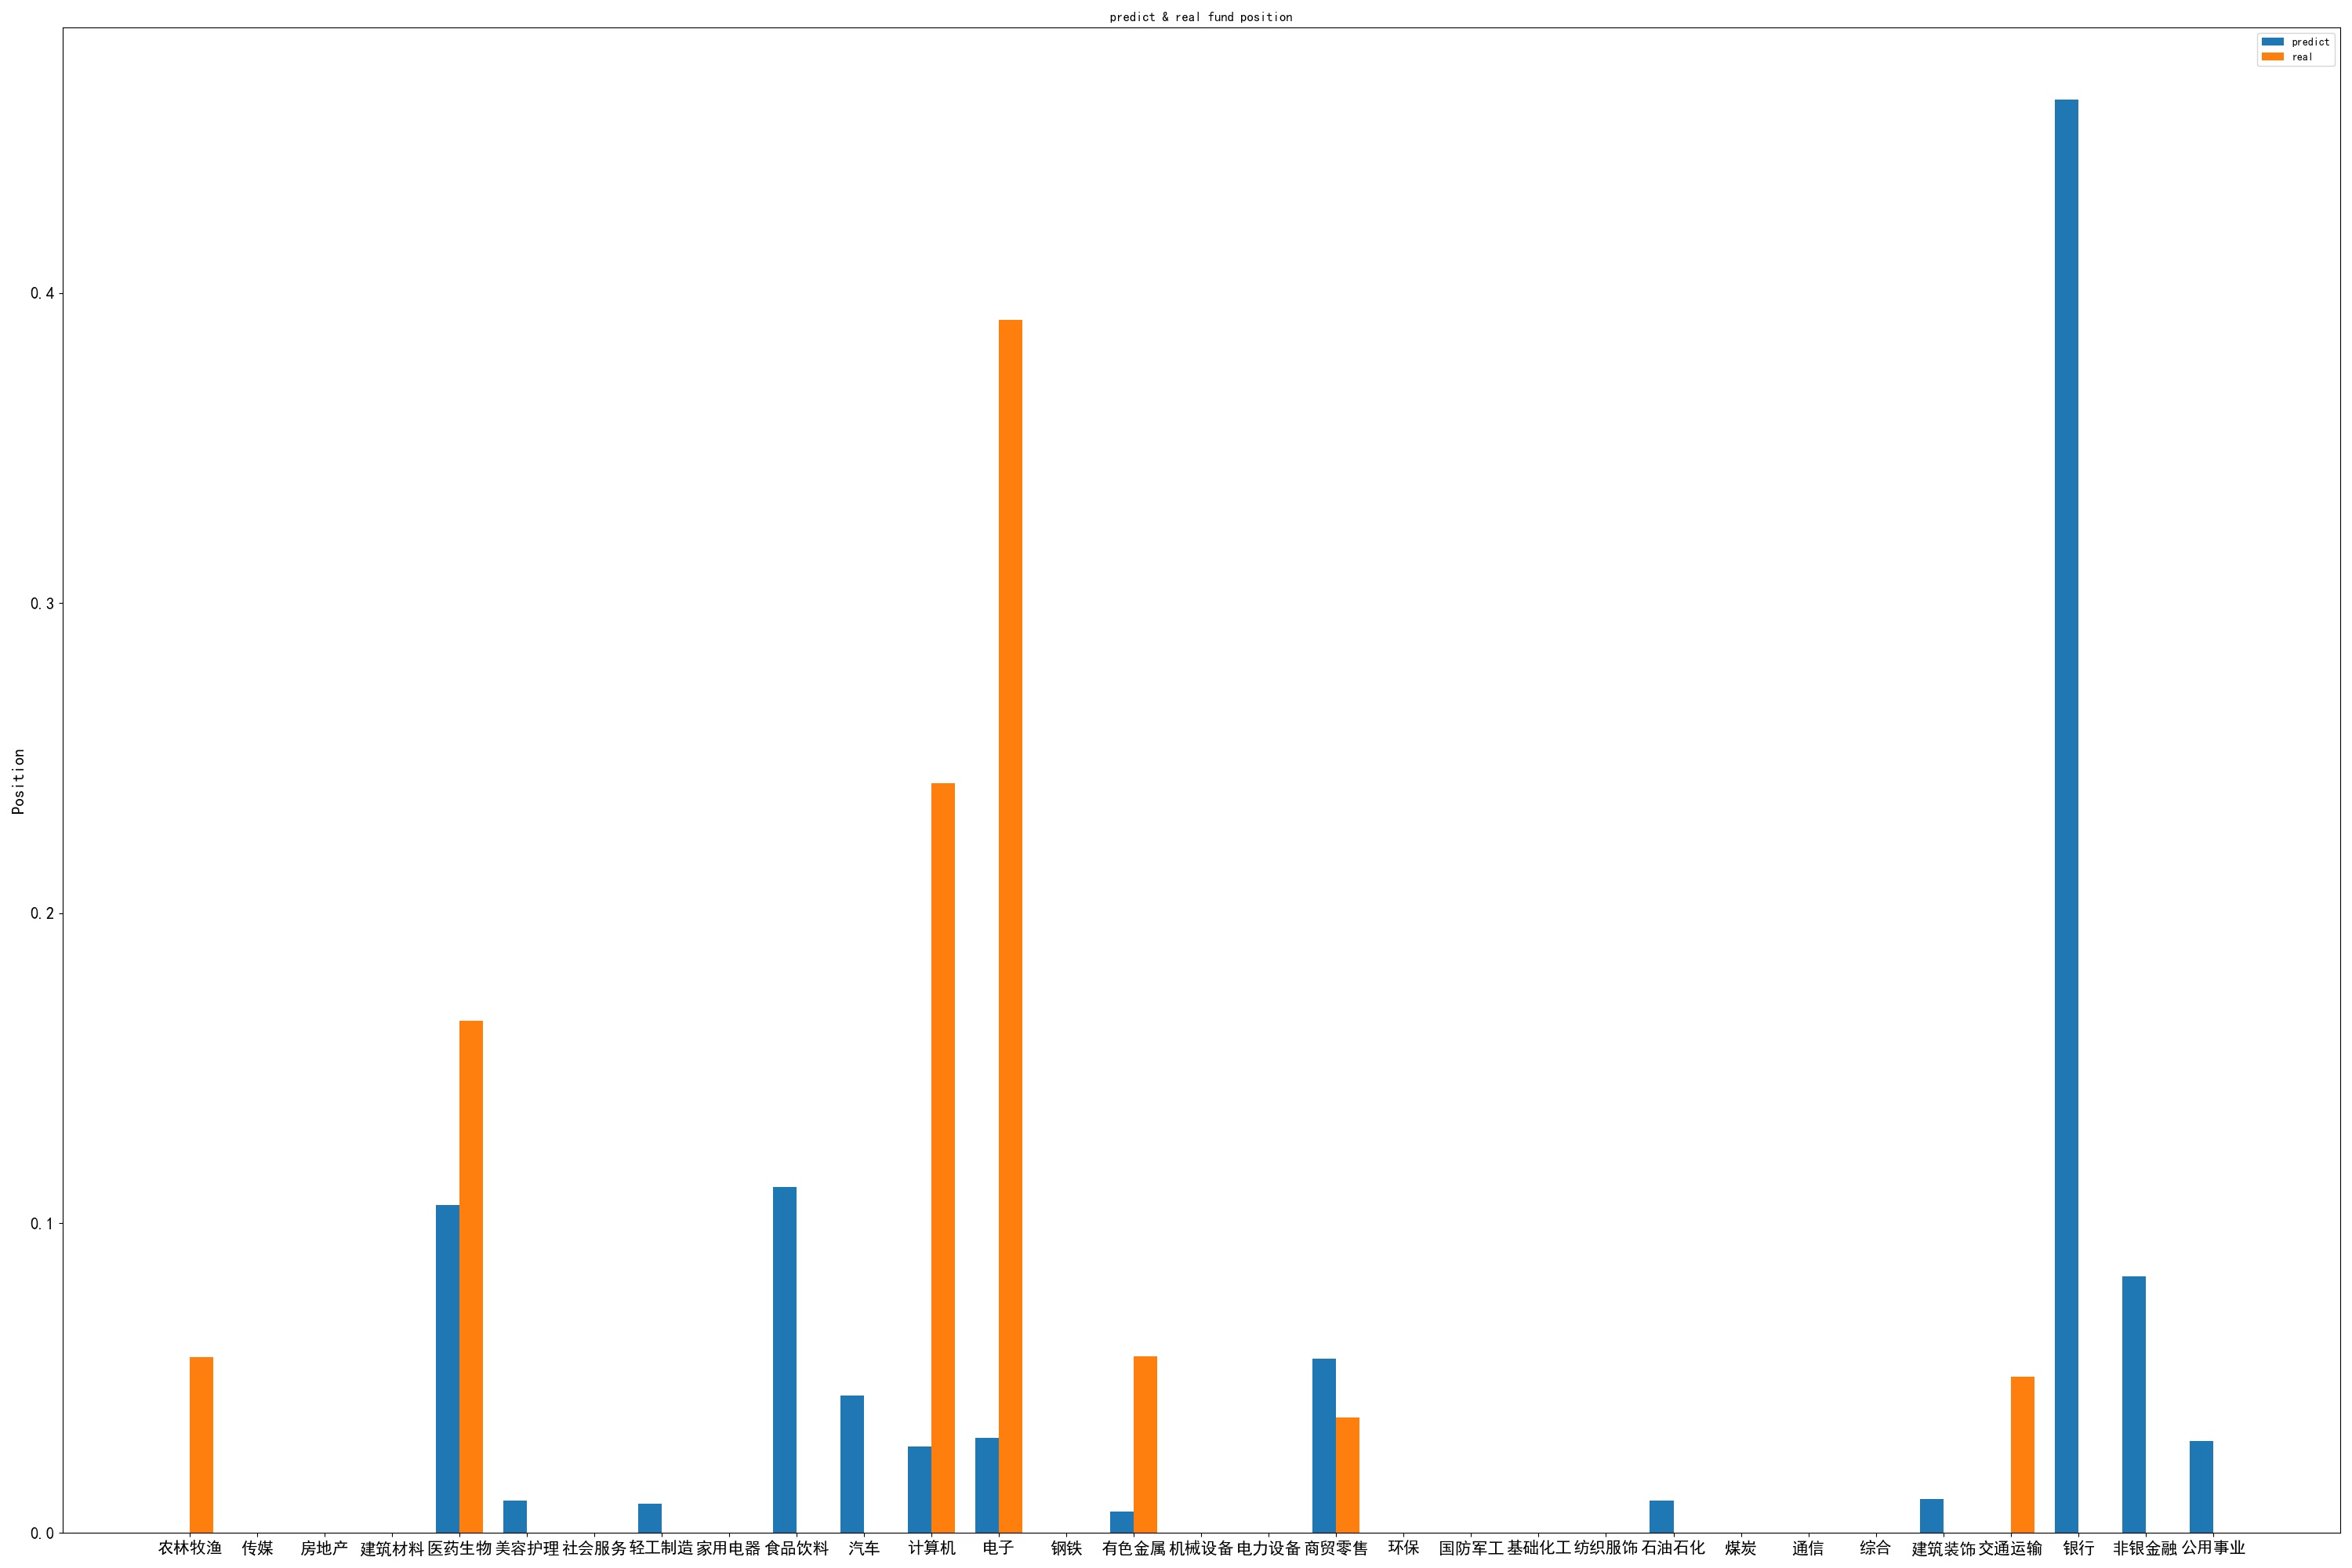 predict & real fund position
predict
real
Position
0.4
0.3
0.2
0.1
0.0
农林牧渔 传媒 房地产 建筑材料 医药生物 美容护理 社会服务 轻工制造 家用电器 食品饮料 汽车 计算机 电子 钢铁 有色金属 机械设备 电力设备 商贸零售 环保 国防军工 基础化工 纺织服饰 石油石化 煤炭 通信 综合 建筑装饰 交通运输 银行 非银金融 公用事业